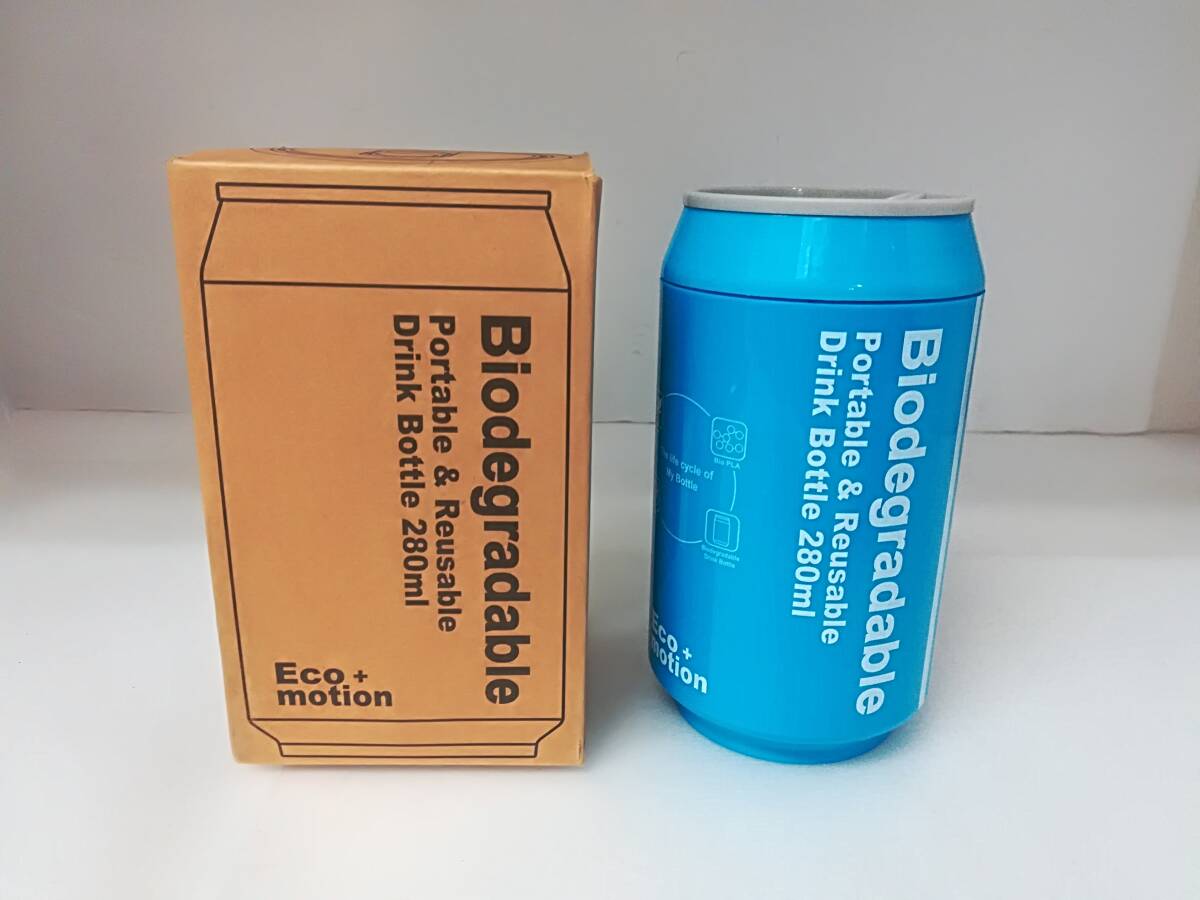 Biodegradable
Portable & Reusable
Drink Bottle 280ml
Eco +
motion
Biodegradable
Portable & Reusable
Drink Bottle 280ml
Bio PLA
The life cycle of
My Bottle
Biodegradable
Drink Bottle
Eco +
motion